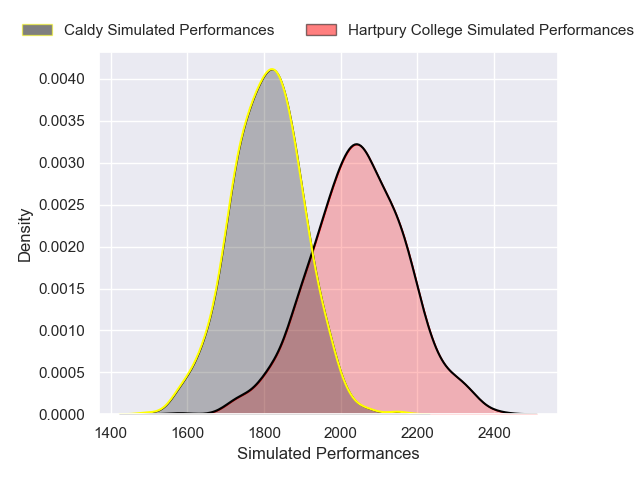 Caldy Simulated Performances
Hartpury College Simulated Performances
0.0040
0.0035
0.0030
0.0025
0.0020
0.0015
0.0010
0.0005
0.0000
Density
1400 1600 1800 2000 2200 2400
Simulated Performances